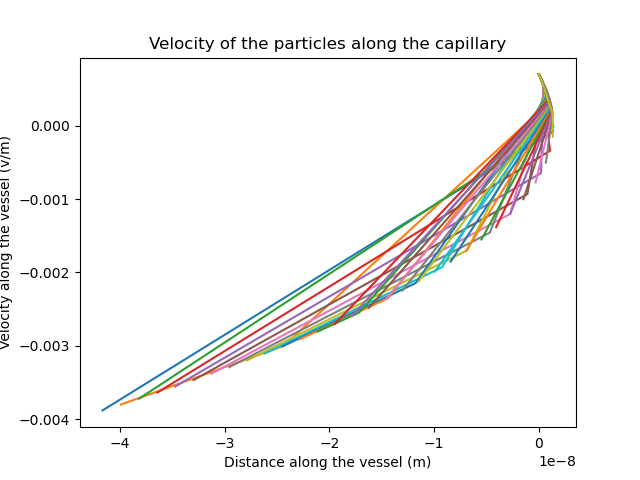 Velocity of the particles along the capillary
Velocity along the vessel (v/m)
0.000
−0.001
−0.002
−0.003
−0.004
−4
−3
−2
−1
0
1e−8
Distance along the vessel (m)